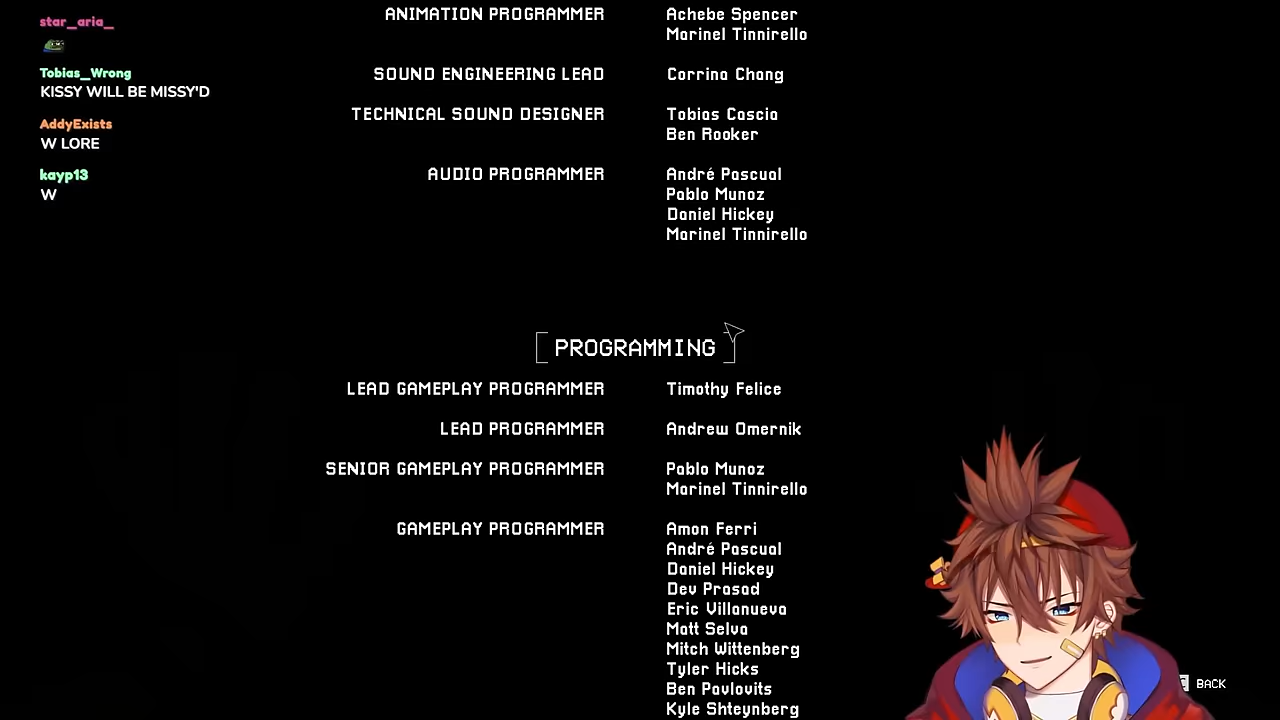 star_aria_
Tobias_Wrong
KISSY WILL BE MISSY'D
AddyExists
W LORE
kayp13
W
ANIMATION PROGRAMMER Achebe Spencer
Marinel Tinnirello
SOUND ENGINEERING LEAD Corrina Chang
TECHNICAL SOUND DESIGNER Tobias Cascia
Ben Rooker
AUDIO PROGRAMMER André Pascual
Pablo Munoz
Daniel Hickey
Marinel Tinnirello
PROGRAMMING
LEAD GAMEPLAY PROGRAMMER Timothy Felice
LEAD PROGRAMMER Andrew Omernik
SENIOR GAMEPLAY PROGRAMMER Pablo Munoz
Marinel Tinnirello
GAMEPLAY PROGRAMMER Amon Ferri
André Pascual
Daniel Hickey
Dev Prasad
Eric Villanueva
Matt Selva
Mitch Wittenberg
Tyler Hicks
Ben Pavlovits
Kyle Shteynberg
BACK